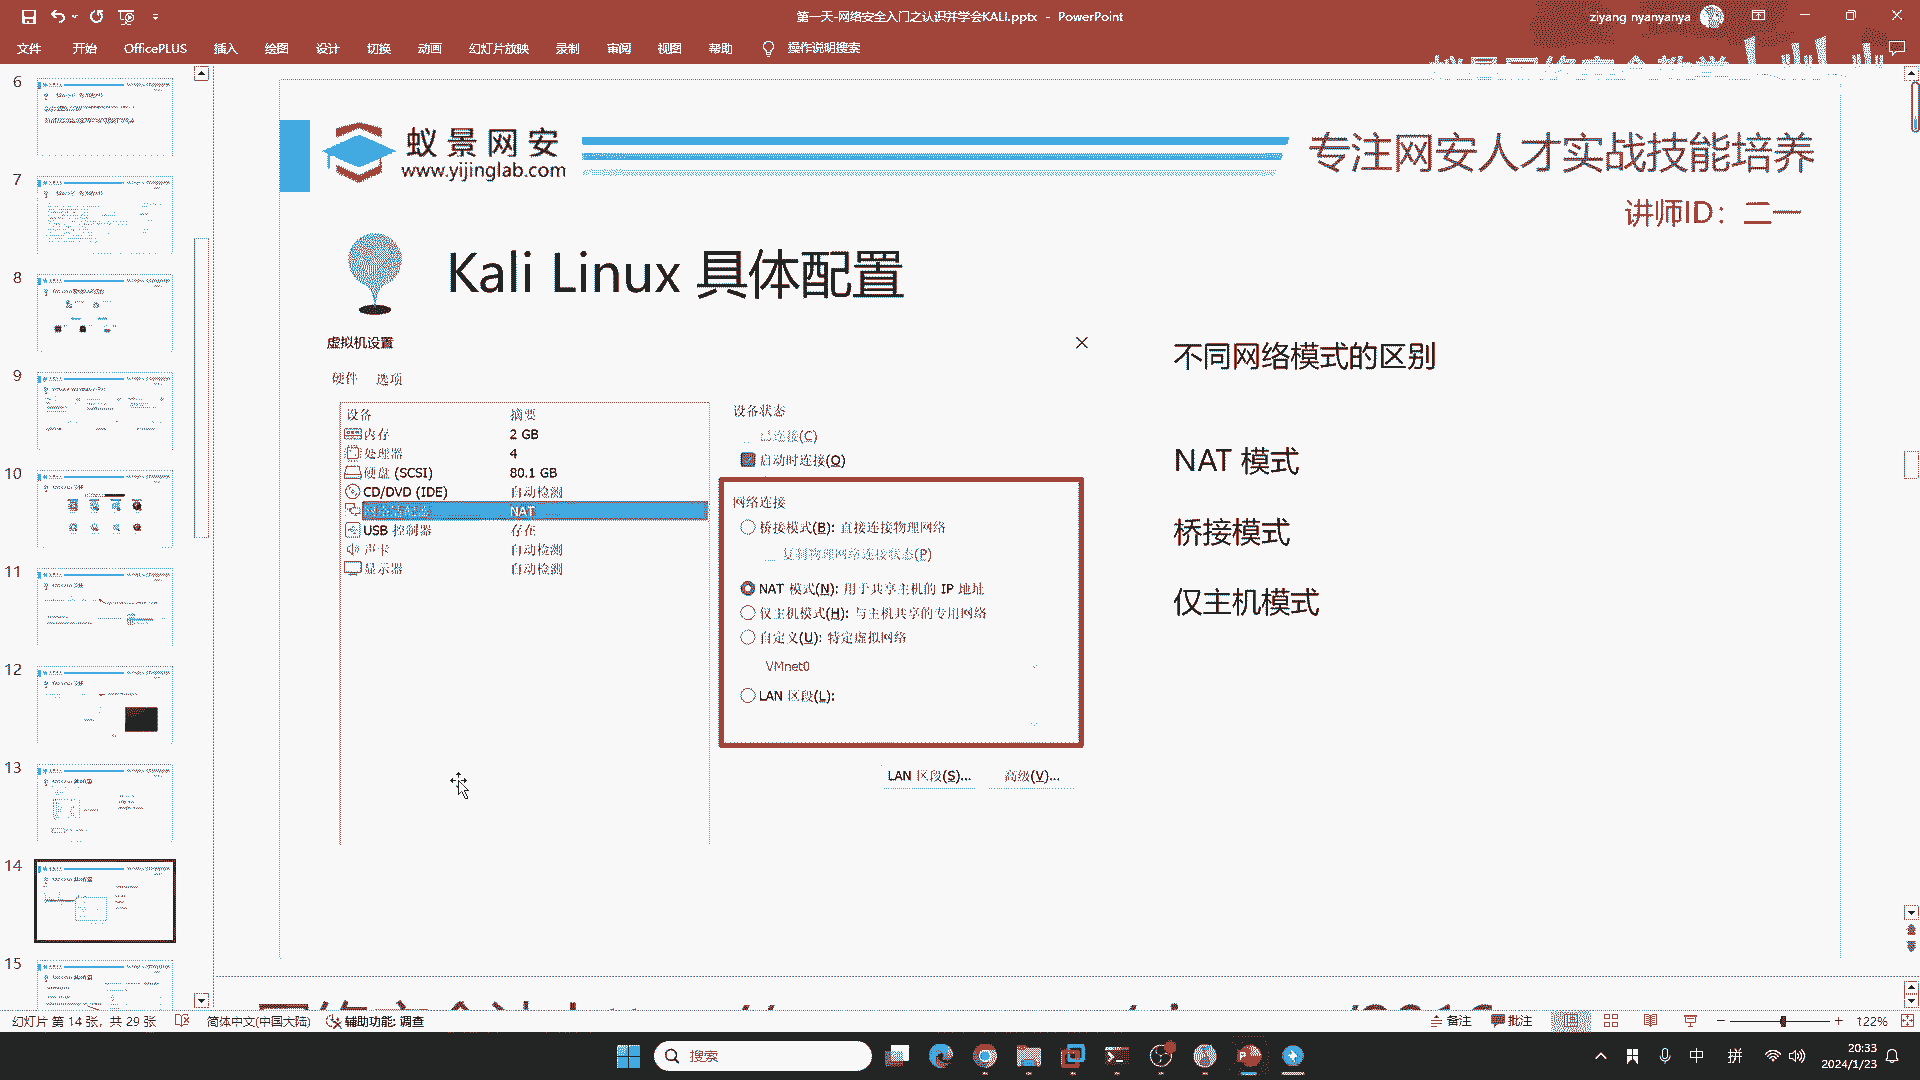 第一天-网络安全入门之认识并学会KALI.pptx - PowerPoint
ziyang nyanyanya
文件 开始 OfficePLUS 插入 绘图 设计 切换 动画 幻灯片放映 录制 审阅 视图 帮助 操作说明搜索
6
7
8
9
10
11
12
13
14
15
蚁景网安
www.yijinglab.com
专注网安人才实战技能培养
讲师ID：二一
Kali Linux 具体配置
虚拟机设置
硬件 选项
设备 摘要
内存 2 GB
处理器 4
硬盘 (SCSI) 80.1 GB
CD/DVD (IDE) 自动检测
NAT
USB 控制器 存在
声卡 自动检测
显示器 自动检测
设备状态
已连接(C)
启动时连接(O)
网络连接
桥接模式(B): 直接连接物理网络
复制物理网络连接状态(P)
NAT 模式(N): 用于共享主机的 IP 地址
仅主机模式(H): 与主机共享的专用网络
自定义(U): 特定虚拟网络
VMnet0
LAN 区段(L):
LAN 区段(S)... 高级(V)...
不同网络模式的区别
NAT 模式
桥接模式
仅主机模式
幻灯片 第 14 张，共 29 张 简体中文(中国大陆) 辅助功能: 调查
备注 批注 122%
搜索
中 拼
20:33
2024/1/23